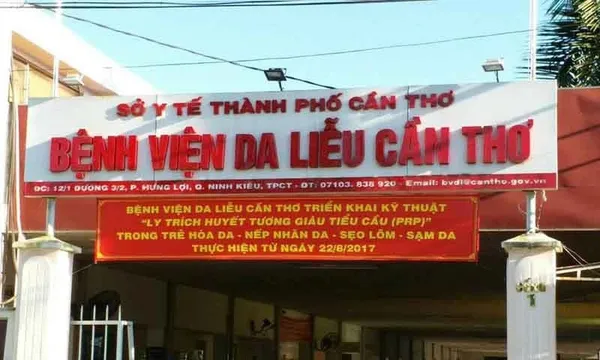 SỞ Y TẾ THÀNH PHỐ CẦN THƠ
BỆNH VIỆN DA LIỄU CẦN THƠ
ĐC: 12/1 ĐƯỜNG 3/2, P. HƯNG LỢI, Q. NINH KIỀU, TPCT - ĐT: 07103. 838 920 - Email: bvdl@cantho.gov.vn
BỆNH VIỆN DA LIỄU CẦN THƠ TRIỂN KHAI KỸ THUẬT
"LY TRÍCH HUYẾT TƯƠNG GIÀU TIỂU CẦU (PRP)"
TRONG TRẺ HÓA DA - NẾP NHĂN DA - SẸO LÕM - SẠM DA
THỰC HIỆN TỪ NGÀY 22/8/2017